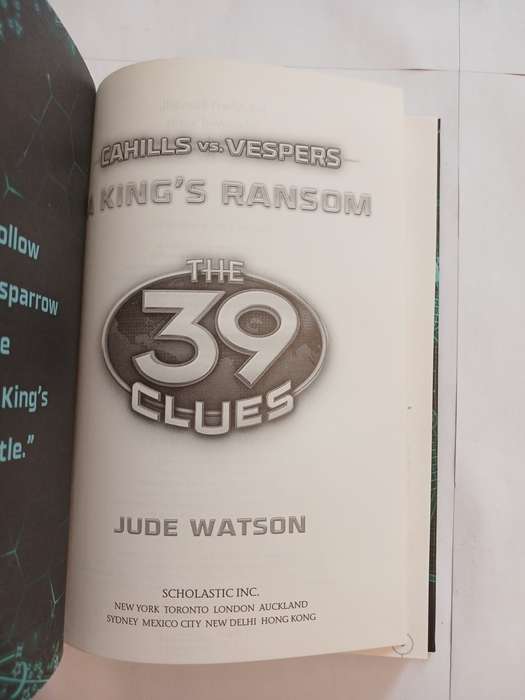 ollow
sparrow
e
King's
tle."
CAHILLS VS. VESPERS
A KING'S RANSOM
THE
39
CLUES
JUDE WATSON
SCHOLASTIC INC.
NEW YORK TORONTO LONDON AUCKLAND
SYDNEY MEXICO CITY NEW DELHI HONG KONG